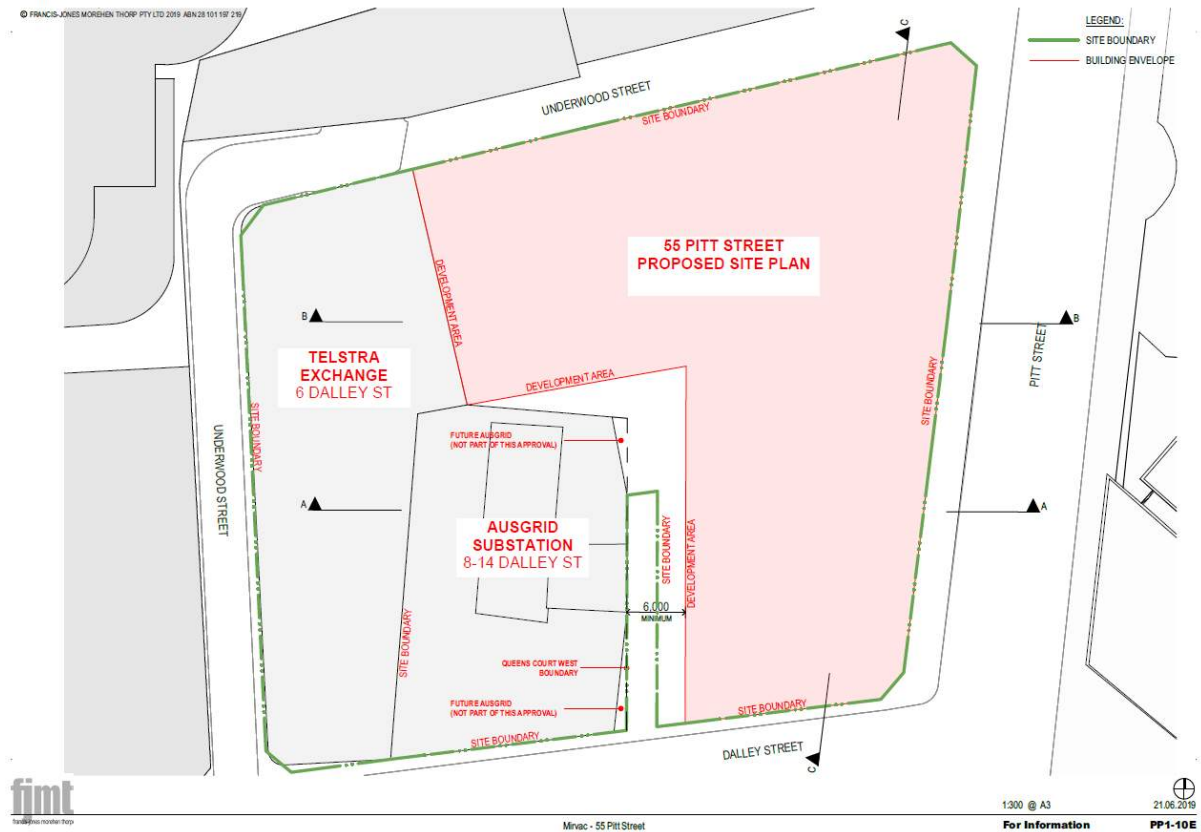 © FRANCIS-JONES MOREHEN THORP PTY LTD 2019 ABN 28 101 197 219
LEGEND:
SITE BOUNDARY
BUILDING ENVELOPE
C
UNDERWOOD STREET
SITE BOUNDARY
55 PITT STREET
PROPOSED SITE PLAN
DEVELOPMENT AREA
B
B
PITT STREET
TELSTRA
EXCHANGE
6 DALLEY ST
DEVELOPMENT AREA
SITE BOUNDARY
SITE BOUNDARY
UNDERWOOD STREET
FUTURE AUSGRID
(NOT PART OF THIS APPROVAL)
A
A
AUSGRID
SUBSTATION
8-14 DALLEY ST
SITE BOUNDARY
DEVELOPMENT AREA
6,000
MINIMUM
SITE BOUNDARY
QUEENS COURT WEST
BOUNDARY
FUTURE AUSGRID
(NOT PART OF THIS APPROVAL)
SITE BOUNDARY
SITE BOUNDARY
DALLEY STREET
C
fjmt
francis-jones morehen thorp
1:300 @ A3
21.06.2019
Mirvac - 55 Pitt Street
For Information
PP1-10E